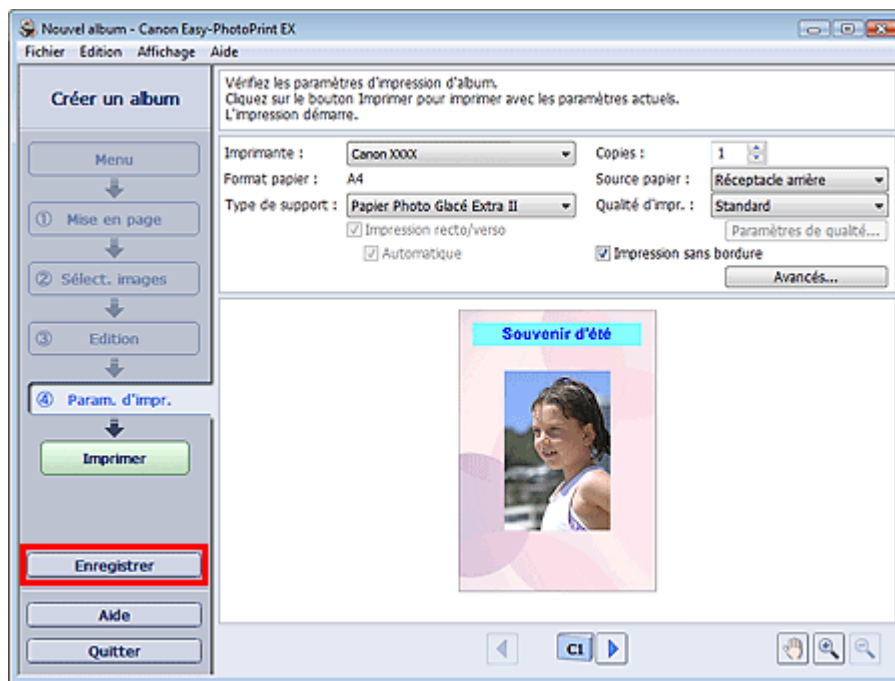 Nouvel album - Canon Easy-PhotoPrint EX
Fichier Edition Affichage Aide
Créer un album
Vérifiez les paramètres d'impression d'album.
Cliquez sur le bouton Imprimer pour imprimer avec les paramètres actuels.
L'impression démarre.
Menu
① Mise en page
② Sélect. images
③ Edition
④ Param. d'impr.
Imprimer
Enregistrer
Aide
Quitter
Imprimante : Canon XXXX Copies : 1
Format papier : A4 Source papier : Réceptacle arrière
Type de support : Papier Photo Glacé Extra II Qualité d'impr. : Standard
Impression recto/verso Paramètres de qualité...
Automatique Impression sans bordure
Avancés...
Souvenir d'été
C1